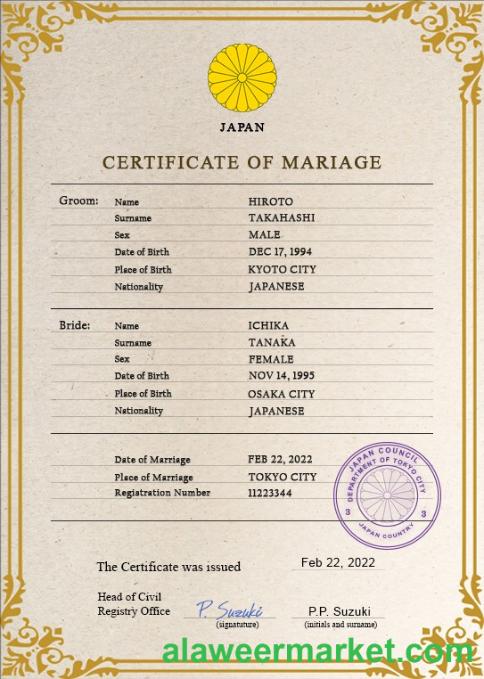 JAPAN
CERTIFICATE OF MARIAGE
Groom: Name HIROTO
Surname TAKAHASHI
Sex MALE
Date of Birth DEC 17, 1994
Place of Birth KYOTO CITY
Nationality JAPANESE
Bride: Name ICHIKA
Surname TANAKA
Sex FEMALE
Date of Birth NOV 14, 1995
Place of Birth OSAKA CITY
Nationality JAPANESE
Date of Marriage FEB 22, 2022
Place of Marriage TOKYO CITY
Registration Number 11223344
JAPAN COUNCIL
DEPARTMENT OF TOKYO CITY
3 3
JAPAN COUNTRY
The Certificate was issued Feb 22, 2022
Head of Civil
Registry Office P. Suzuki P.P. Suzuki
(signatuture) (initials and surname)
alaweermarket.com